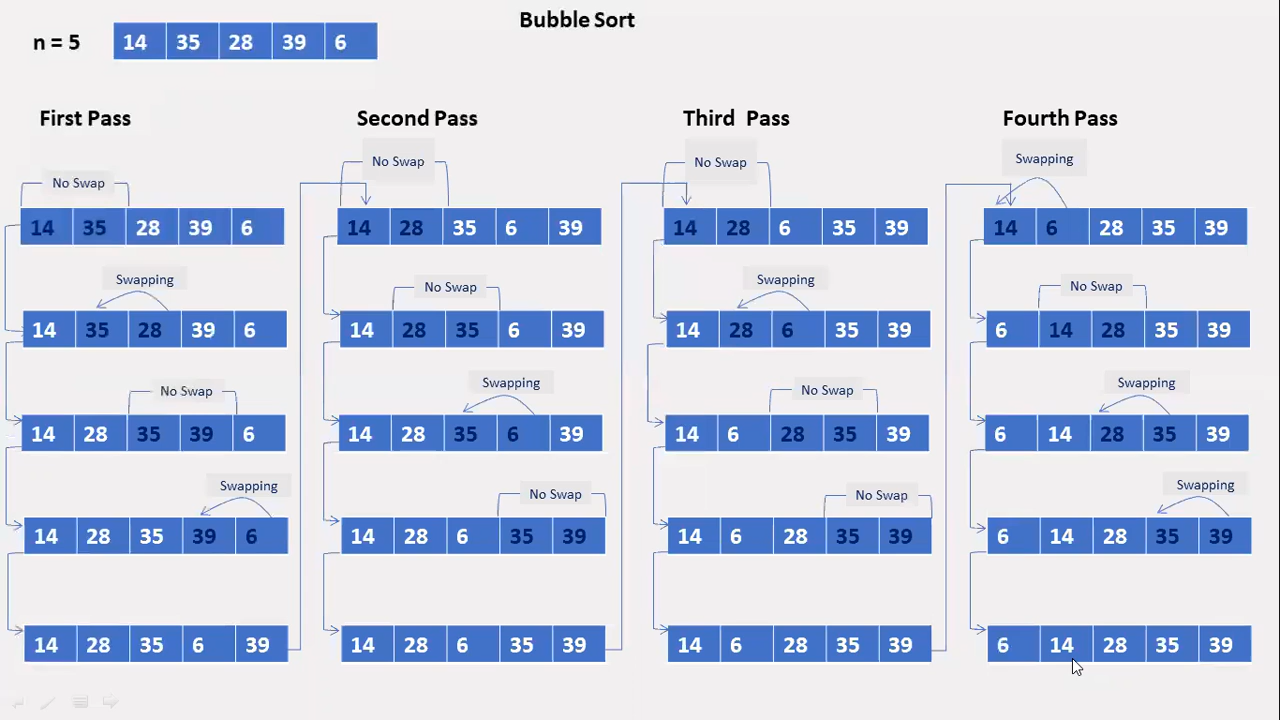 Bubble Sort
n = 5
14 35 28 39 6
First Pass
No Swap
14 35 28 39 6
Swapping
14 35 28 39 6
No Swap
14 28 35 39 6
Swapping
14 28 35 39 6
14 28 35 6 39
Second Pass
No Swap
14 28 35 6 39
No Swap
14 28 35 6 39
Swapping
14 28 35 6 39
No Swap
14 28 6 35 39
14 28 6 35 39
Third Pass
No Swap
14 28 6 35 39
Swapping
14 28 6 35 39
No Swap
14 6 28 35 39
No Swap
14 6 28 35 39
14 6 28 35 39
Fourth Pass
Swapping
14 6 28 35 39
No Swap
6 14 28 35 39
Swapping
6 14 28 35 39
Swapping
6 14 28 35 39
6 14 28 35 39